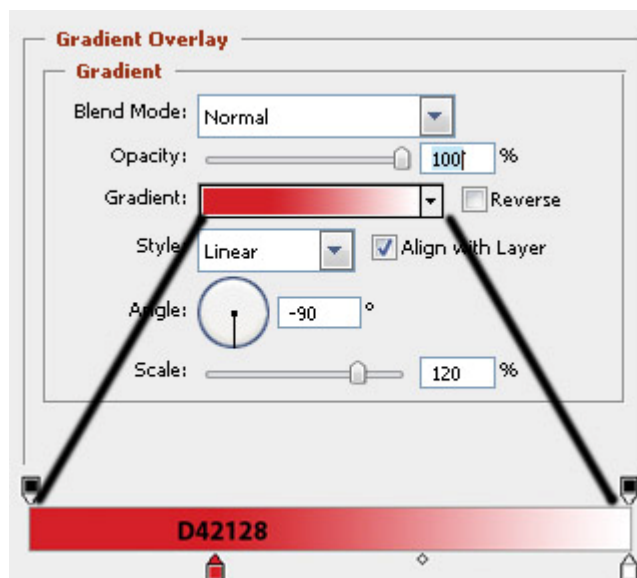 Gradient Overlay
Gradient
Blend Mode: Normal
Opacity: 100 %
Gradient: Reverse
Style: Linear Align with Layer
Angle: -90 °
Scale: 120 %
D42128